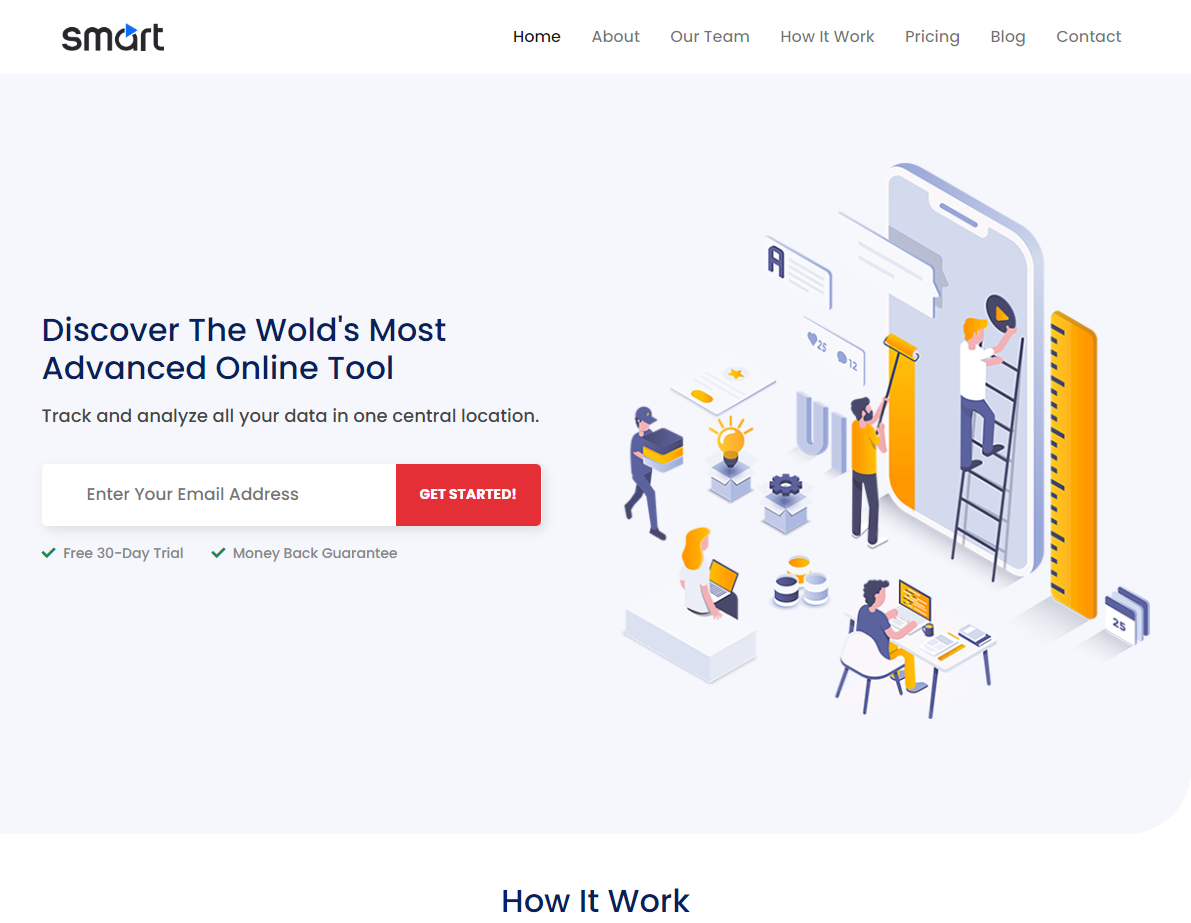 smart
Home About Our Team How It Work Pricing Blog Contact
Discover The Wold's Most
Advanced Online Tool
Track and analyze all your data in one central location.
Enter Your Email Address GET STARTED!
Free 30-Day Trial Money Back Guarantee
A
25 12
UI
25
How It Work